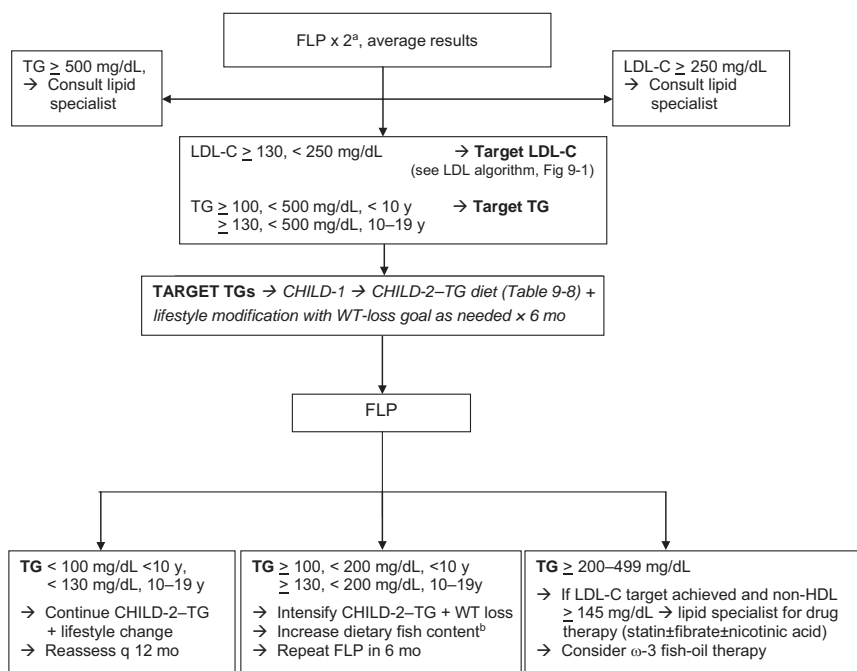 FLP x 2ᵃ, average results
TG ≥ 500 mg/dL,
→ Consult lipid
specialist
LDL-C ≥ 250 mg/dL
→ Consult lipid
specialist
LDL-C ≥ 130, < 250 mg/dL → Target LDL-C
(see LDL algorithm, Fig 9-1)
TG ≥ 100, < 500 mg/dL, < 10 y → Target TG
≥ 130, < 500 mg/dL, 10–19 y
TARGET TGs → CHILD-1 → CHILD-2–TG diet (Table 9-8) +
lifestyle modification with WT-loss goal as needed × 6 mo
FLP
TG < 100 mg/dL <10 y,
< 130 mg/dL, 10–19 y
→ Continue CHILD-2–TG
+ lifestyle change
→ Reassess q 12 mo
TG ≥ 100, < 200 mg/dL, <10 y
≥ 130, < 200 mg/dL, 10–19y
→ Intensify CHILD-2–TG + WT loss
→ Increase dietary fish contentᵇ
→ Repeat FLP in 6 mo
TG ≥ 200–499 mg/dL
→ If LDL-C target achieved and non-HDL
≥ 145 mg/dL → lipid specialist for drug
therapy (statin±fibrate±nicotinic acid)
→ Consider ω-3 fish-oil therapy